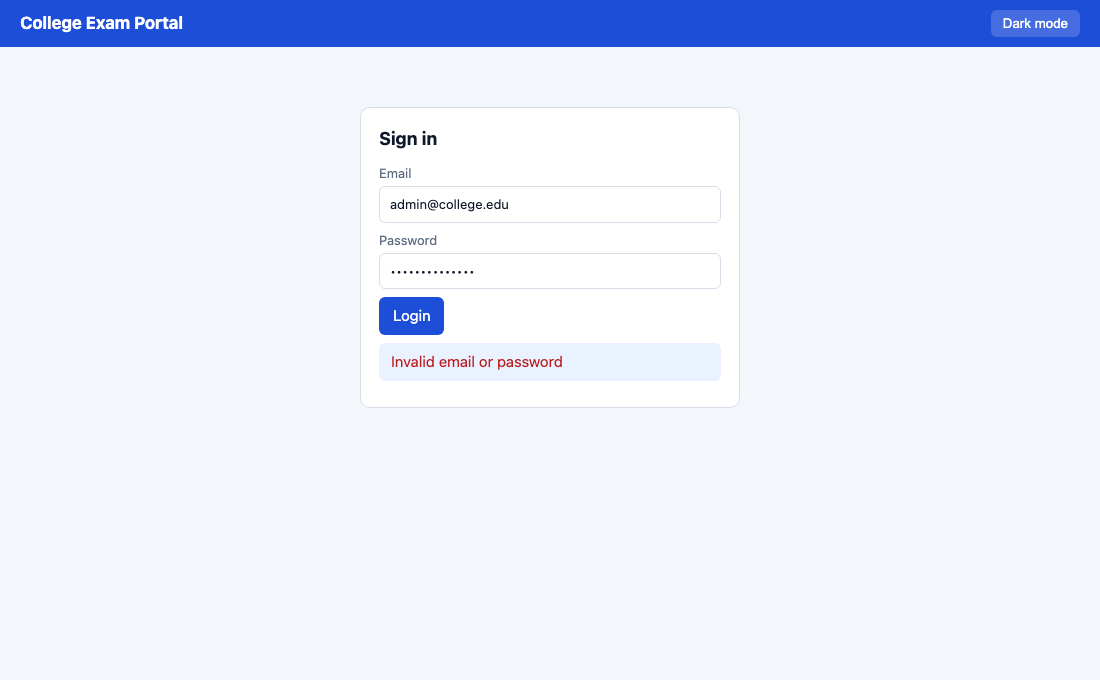 College Exam Portal
Dark mode
Sign in
Email
admin@college.edu
Password
••••••••••••••
Login
Invalid email or password